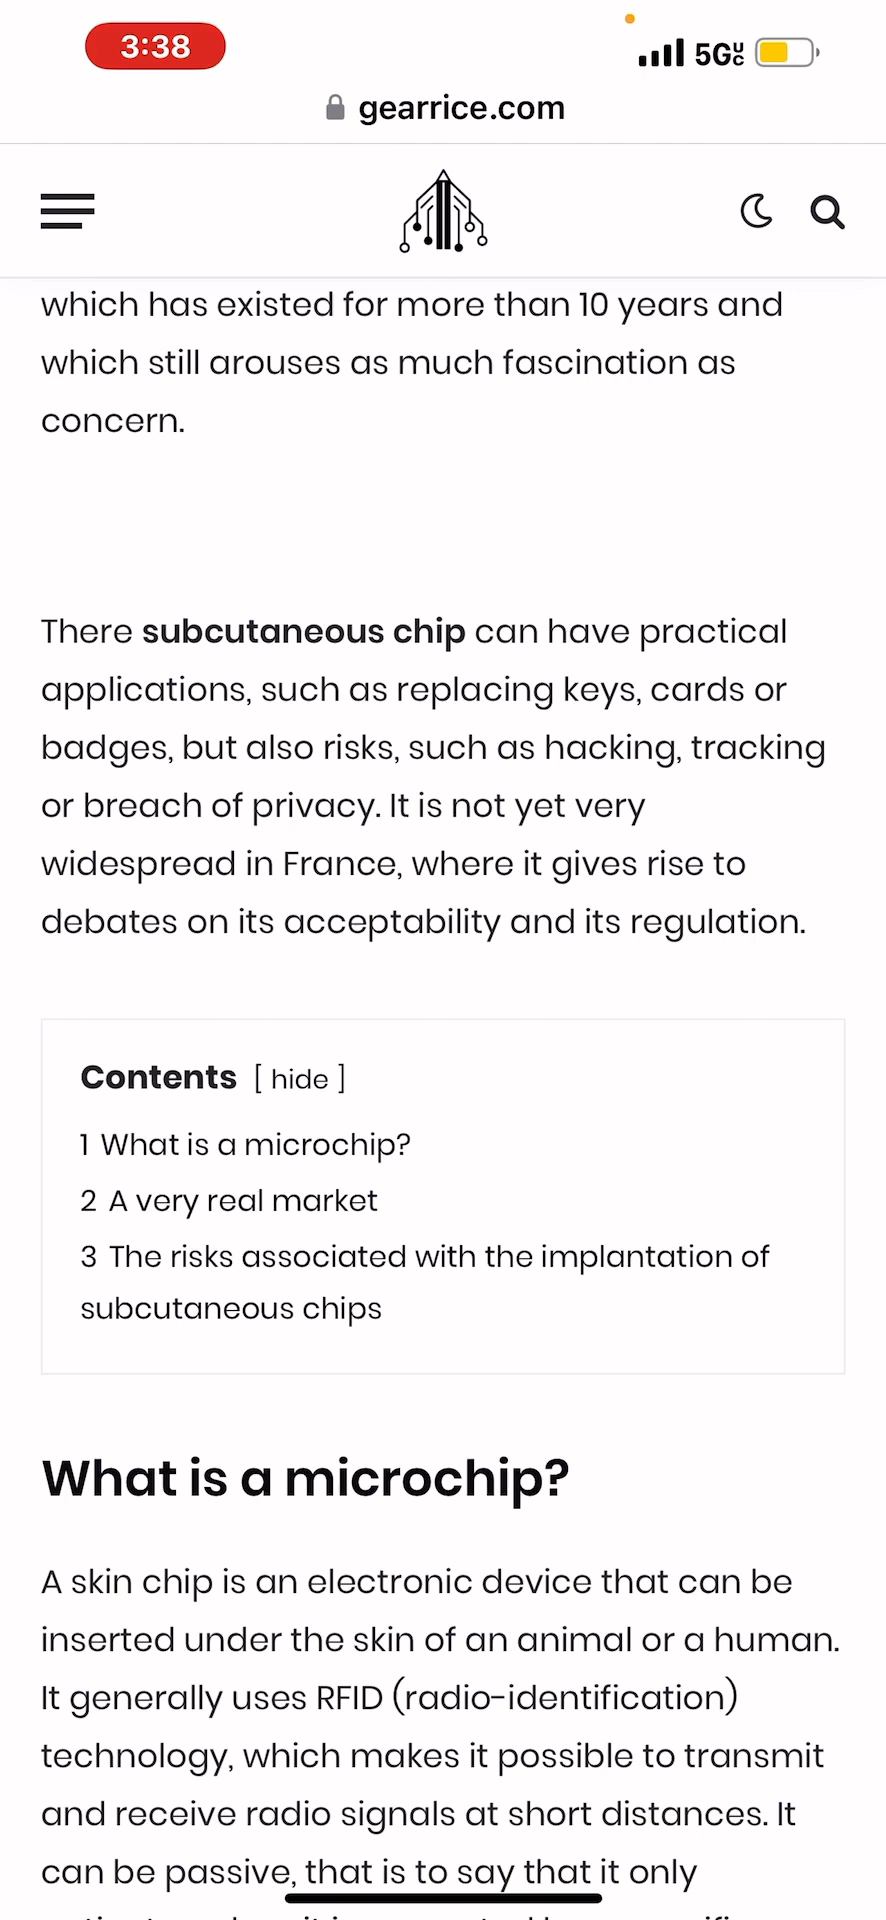 3:38
5G UC
gearrice.com
which has existed for more than 10 years and
which still arouses as much fascination as
concern.
There subcutaneous chip can have practical
applications, such as replacing keys, cards or
badges, but also risks, such as hacking, tracking
or breach of privacy. It is not yet very
widespread in France, where it gives rise to
debates on its acceptability and its regulation.
Contents [ hide ]
1 What is a microchip?
2 A very real market
3 The risks associated with the implantation of
subcutaneous chips
What is a microchip?
A skin chip is an electronic device that can be
inserted under the skin of an animal or a human.
It generally uses RFID (radio-identification)
technology, which makes it possible to transmit
and receive radio signals at short distances. It
can be passive, that is to say that it only